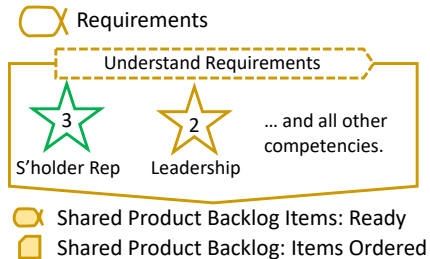 Requirements
Understand Requirements
3
2
S'holder Rep
Leadership
... and all other
competencies.
Shared Product Backlog Items: Ready
Shared Product Backlog: Items Ordered